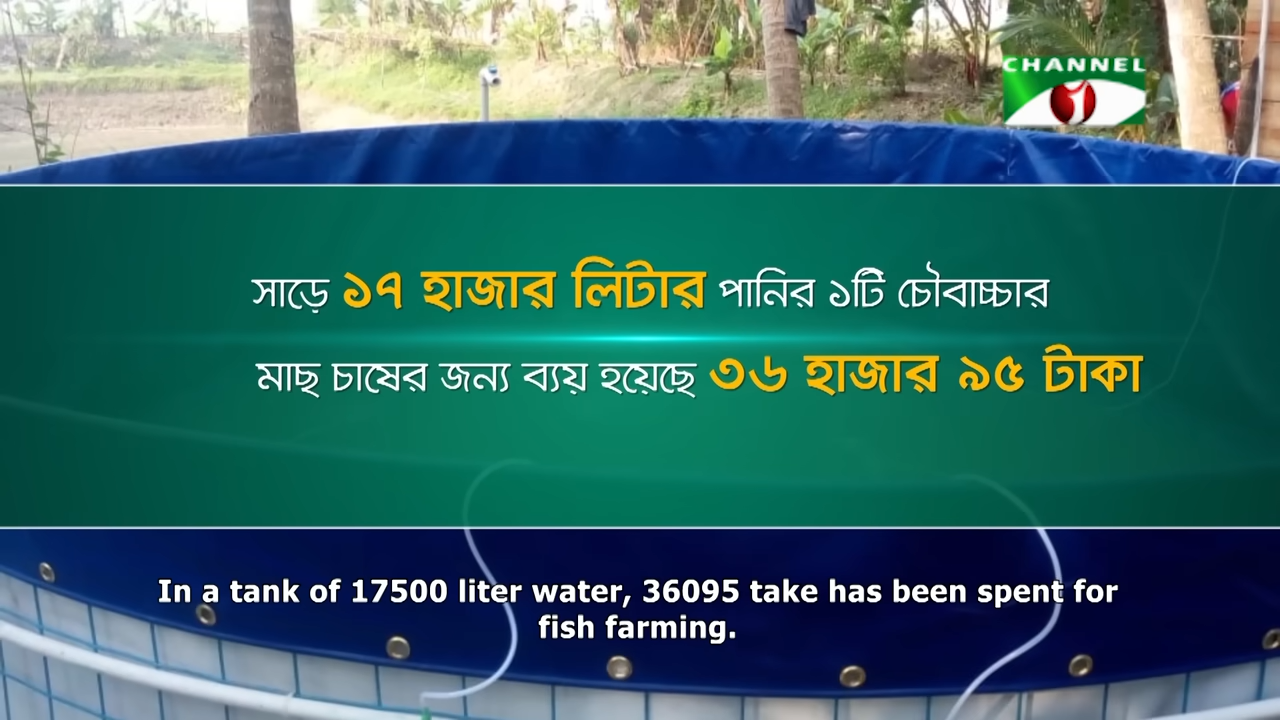 CHANNEL
1
সাড়ে ১৭ হাজার লিটার পানির ১টি চৌবাচ্চার
মাছ চাষের জন্য ব্যয় হয়েছে ৩৬ হাজার ৯৫ টাকা
In a tank of 17500 liter water, 36095 take has been spent for
fish farming.